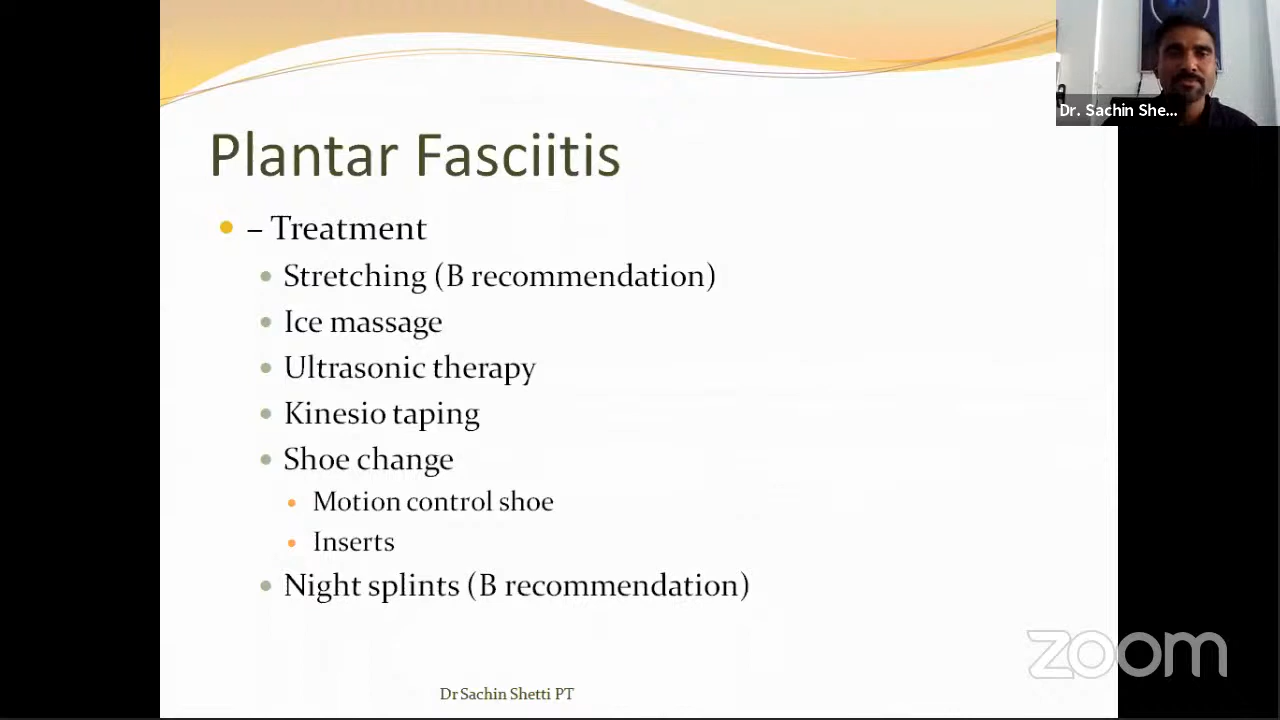 Dr. Sachin She...
Plantar Fasciitis
– Treatment
Stretching (B recommendation)
Ice massage
Ultrasonic therapy
Kinesio taping
Shoe change
Motion control shoe
Inserts
Night splints (B recommendation)
zoom
Dr Sachin Shetti PT